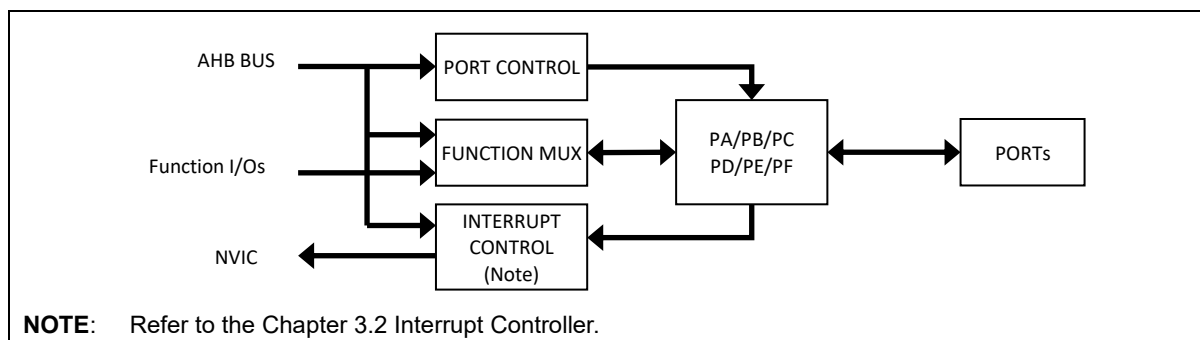 AHB BUS
PORT CONTROL
Function I/Os
FUNCTION MUX
PA/PB/PC
PD/PE/PF
PORTs
NVIC
INTERRUPT
CONTROL
(Note)
NOTE: Refer to the Chapter 3.2 Interrupt Controller.